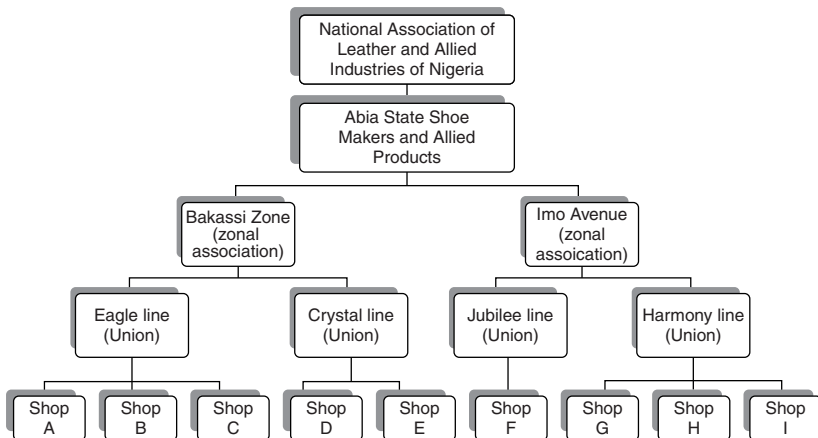 National Association of
Leather and Allied
Industries of Nigeria
Abia State Shoe
Makers and Allied
Products
Bakassi Zone
(zonal
association)
Imo Avenue
(zonal
assoication)
Eagle line
(Union)
Crystal line
(Union)
Jubilee line
(Union)
Harmony line
(Union)
Shop
A
Shop
B
Shop
C
Shop
D
Shop
E
Shop
F
Shop
G
Shop
H
Shop
I